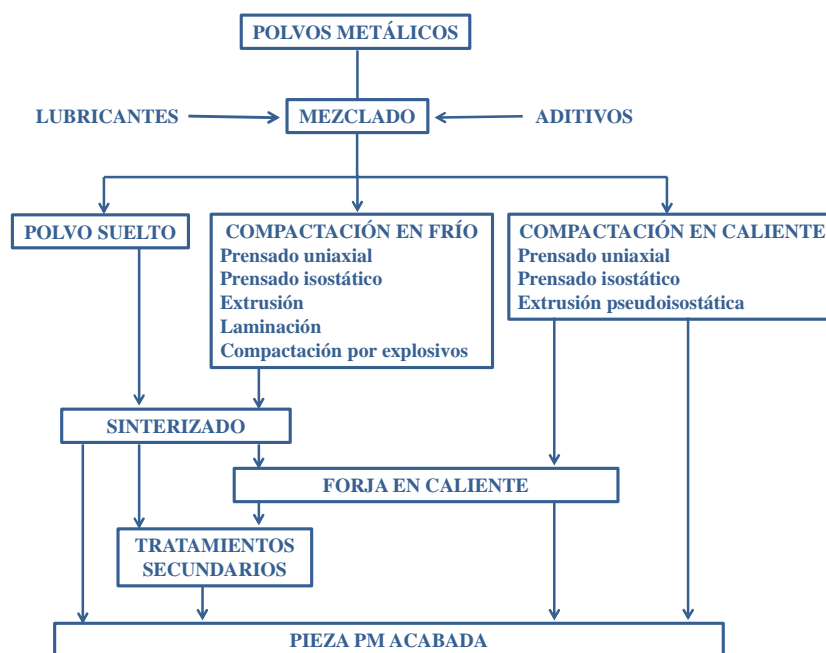 POLVOS METÁLICOS
LUBRICANTES
MEZCLADO
ADITIVOS
POLVO SUELTO
COMPACTACIÓN EN FRÍO
Prensado uniaxial
Prensado isostático
Extrusión
Laminación
Compactación por explosivos
COMPACTACIÓN EN CALIENTE
Prensado uniaxial
Prensado isostático
Extrusión pseudoisostática
SINTERIZADO
FORJA EN CALIENTE
TRATAMIENTOS
SECUNDARIOS
PIEZA PM ACABADA